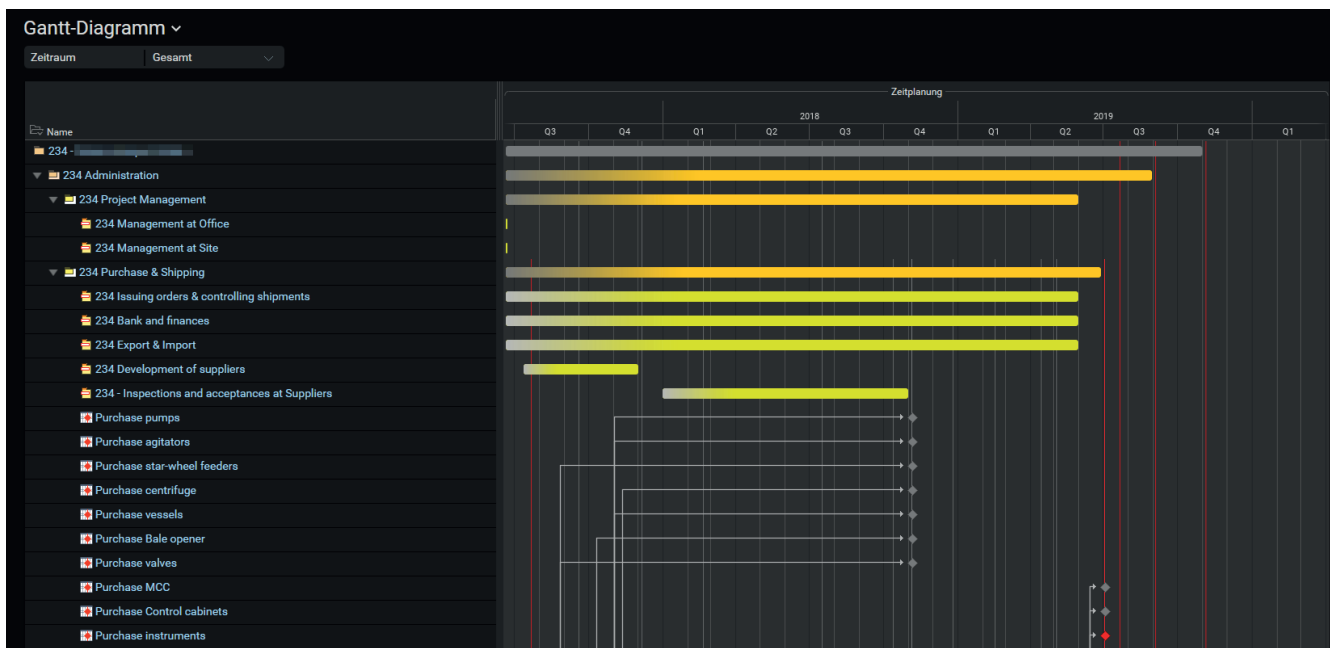 Gantt-Diagramm
Zeitraum Gesamt
Zeitplanung
2018 2019
Name Q3 Q4 Q1 Q2 Q3 Q4 Q1 Q2 Q3 Q4 Q1
234 -
234 Administration
234 Project Management
234 Management at Office
234 Management at Site
234 Purchase & Shipping
234 Issuing orders & controlling shipments
234 Bank and finances
234 Export & Import
234 Development of suppliers
234 - Inspections and acceptances at Suppliers
Purchase pumps
Purchase agitators
Purchase star-wheel feeders
Purchase centrifuge
Purchase vessels
Purchase Bale opener
Purchase valves
Purchase MCC
Purchase Control cabinets
Purchase instruments